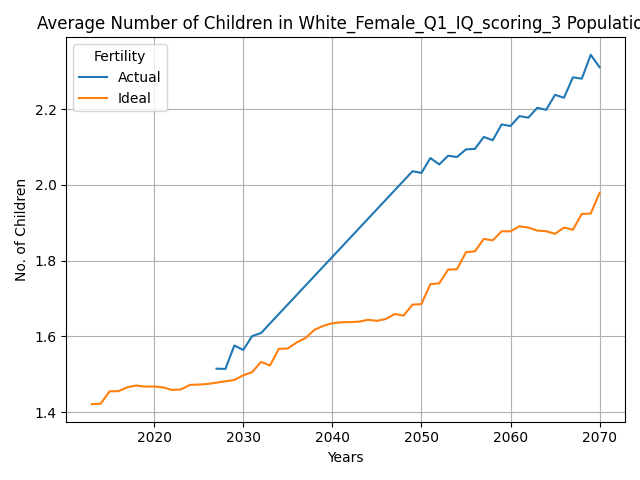 Average Number of Children in White_Female_Q1_IQ_scoring_3 Populatio
Fertility
Actual
Ideal
No. of Children
2.2
2.0
1.8
1.6
1.4
2020 2030 2040 2050 2060 2070
Years